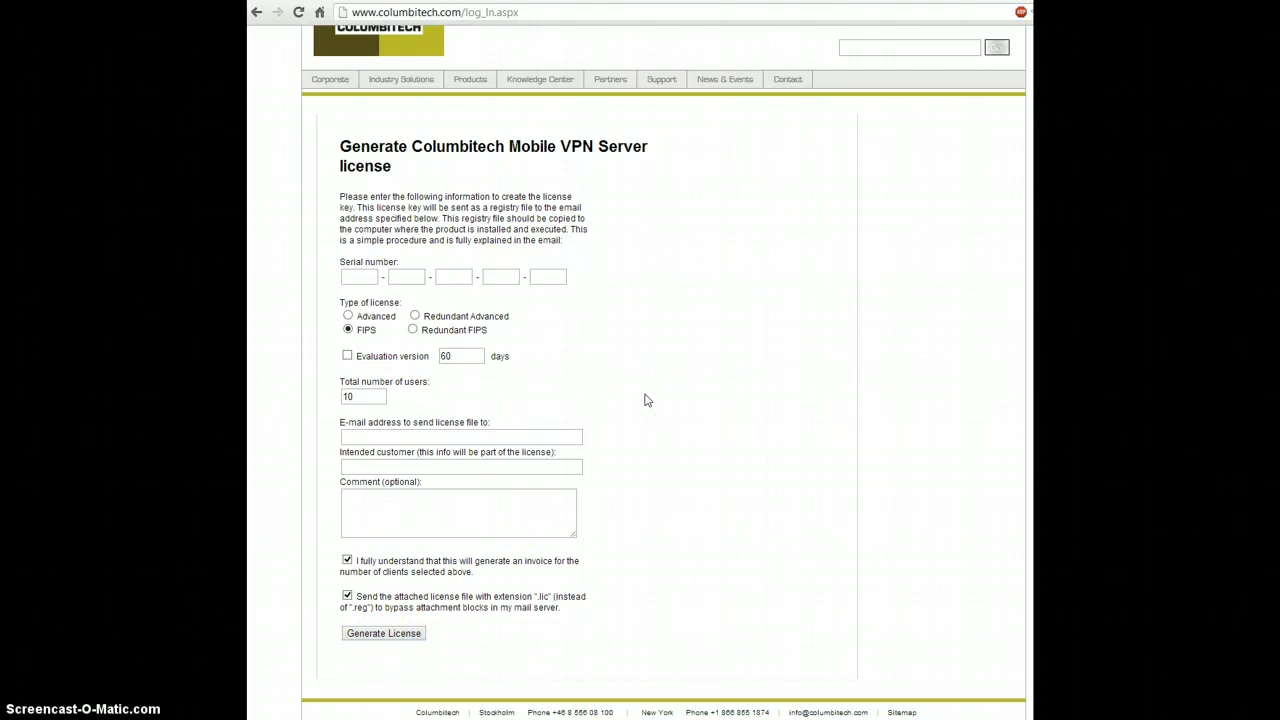 www.columbitech.com/log_In.aspx
ABP
COLUMBITECH
Corporate Industry Solutions Products Knowledge Center Partners Support News & Events Contact
Generate Columbitech Mobile VPN Server
license
Please enter the following information to create the license
key. This license key will be sent as a registry file to the email
address specified below. This registry file should be copied to
the computer where the product is installed and executed. This
is a simple procedure and is fully explained in the email:
Serial number:
- - - -
Type of license:
Advanced Redundant Advanced
FIPS Redundant FIPS
Evaluation version 60 days
Total number of users:
10
E-mail address to send license file to:
Intended customer (this info will be part of the license):
Comment (optional):
I fully understand that this will generate an invoice for the
number of clients selected above.
Send the attached license file with extension ".lic" (instead
of ".reg") to bypass attachment blocks in my mail server.
Generate License
Columbitech | Stockholm Phone +46 8 556 08 100 | New York Phone +1 866 855 1874 | info@columbitech.com | Sitemap
Screencast-O-Matic.com